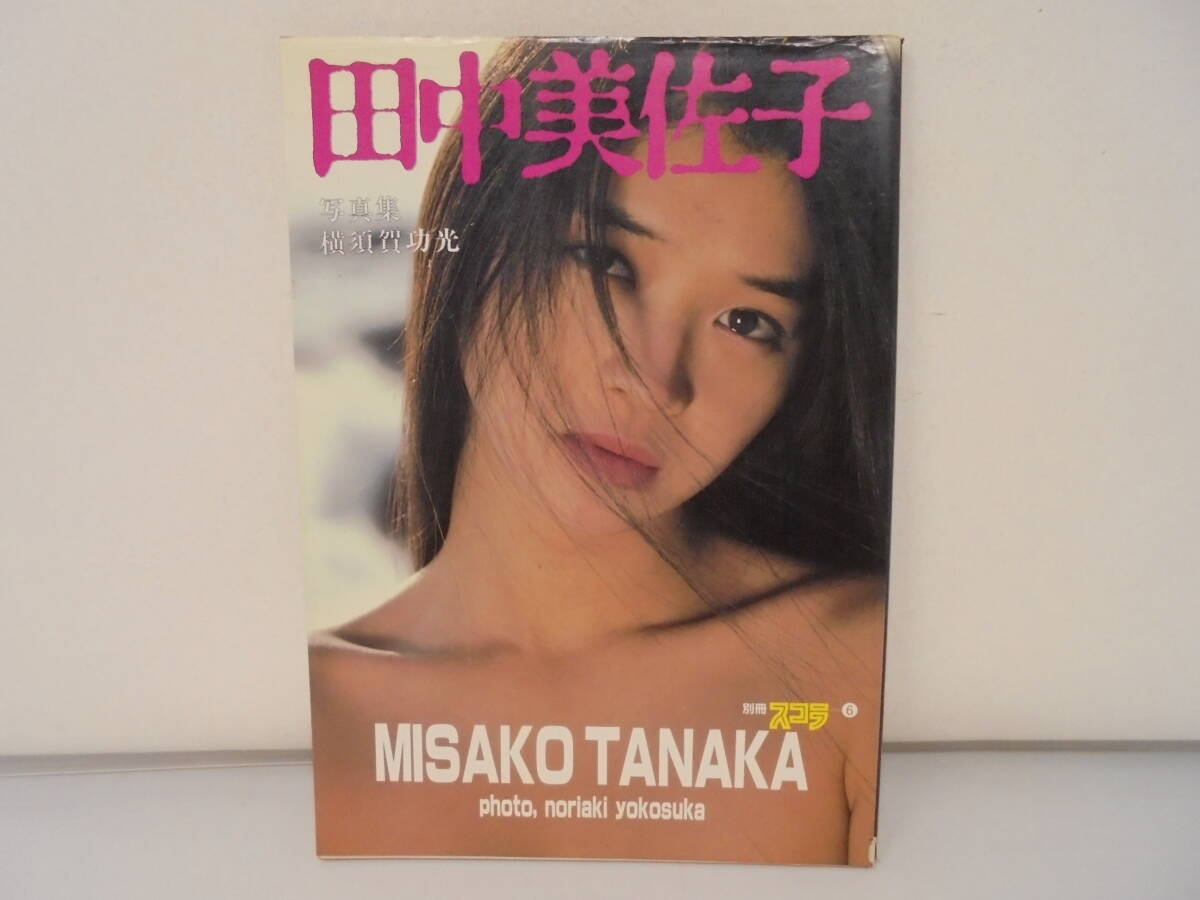 田中美佐子
写真集
横須賀功光
別冊スコラ6
MISAKO TANAKA
photo, noriaki yokosuka